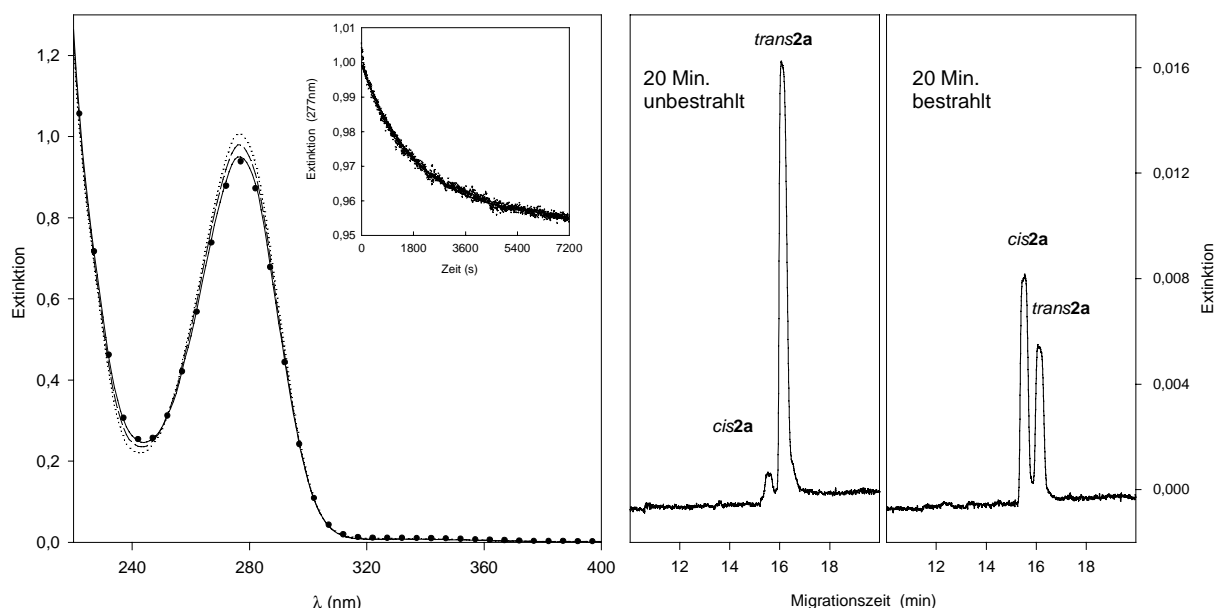 1,2
1,0
0,8
0,6
0,4
0,2
0,0
Extinktion
240
280
320
360
400
λ (nm)
1,01
1,00
0,99
0,98
0,97
0,96
0,95
Extinktion (277nm)
0
1800
3600
5400
7200
Zeit (s)
20 Min.
unbestrahlt
trans2a
cis2a
12
14
16
18
20 Min.
bestrahlt
cis2a
trans2a
12
14
16
18
Migrationszeit (min)
0,016
0,012
0,008
0,004
0,000
Extinktion